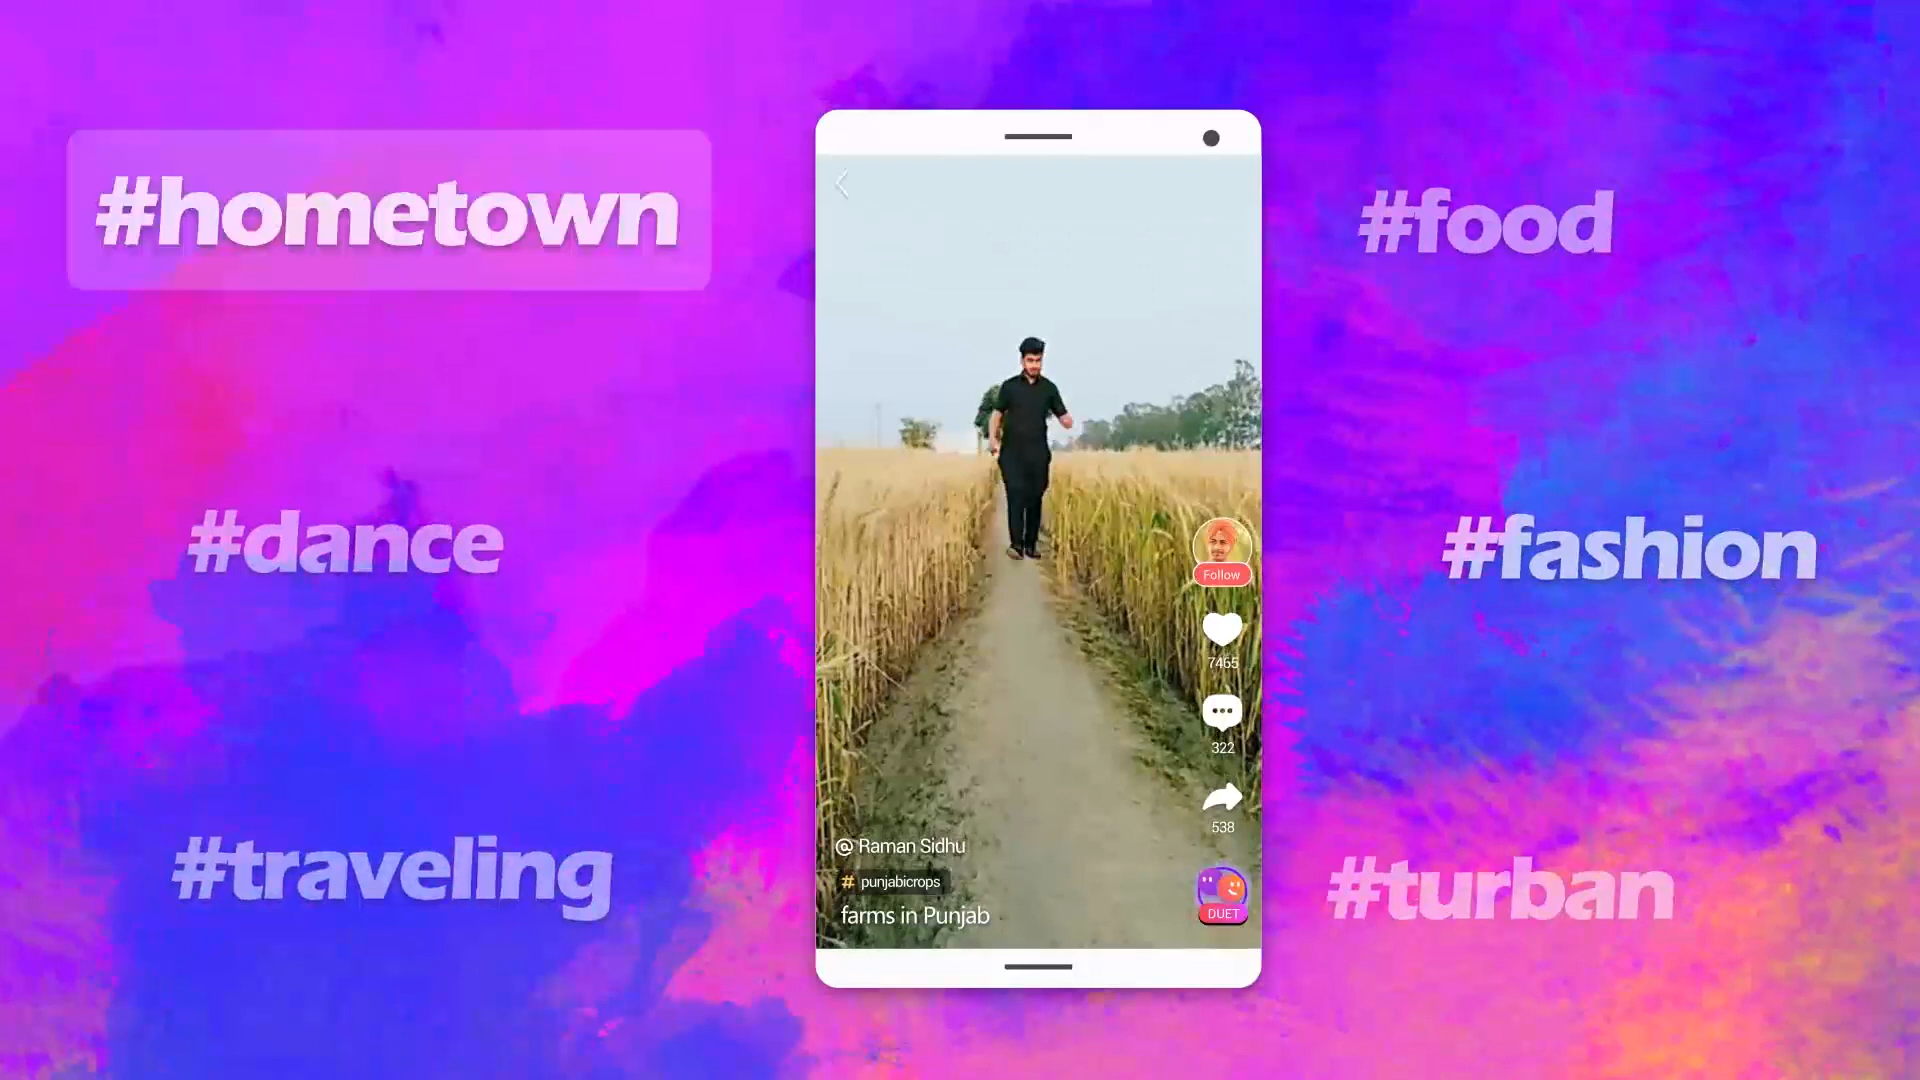 #hometown
#dance
#traveling
Follow
7465
322
538
@ Raman Sidhu
# punjabicrops
farms in Punjab
DUET
#food
#fashion
#turban